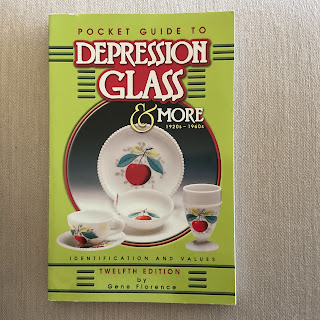 POCKET GUIDE TO
DEPRESSION
GLASS
& MORE
1920s-1960s
IDENTIFICATION AND VALUES
TWELFTH EDITION
by
Gene Florence